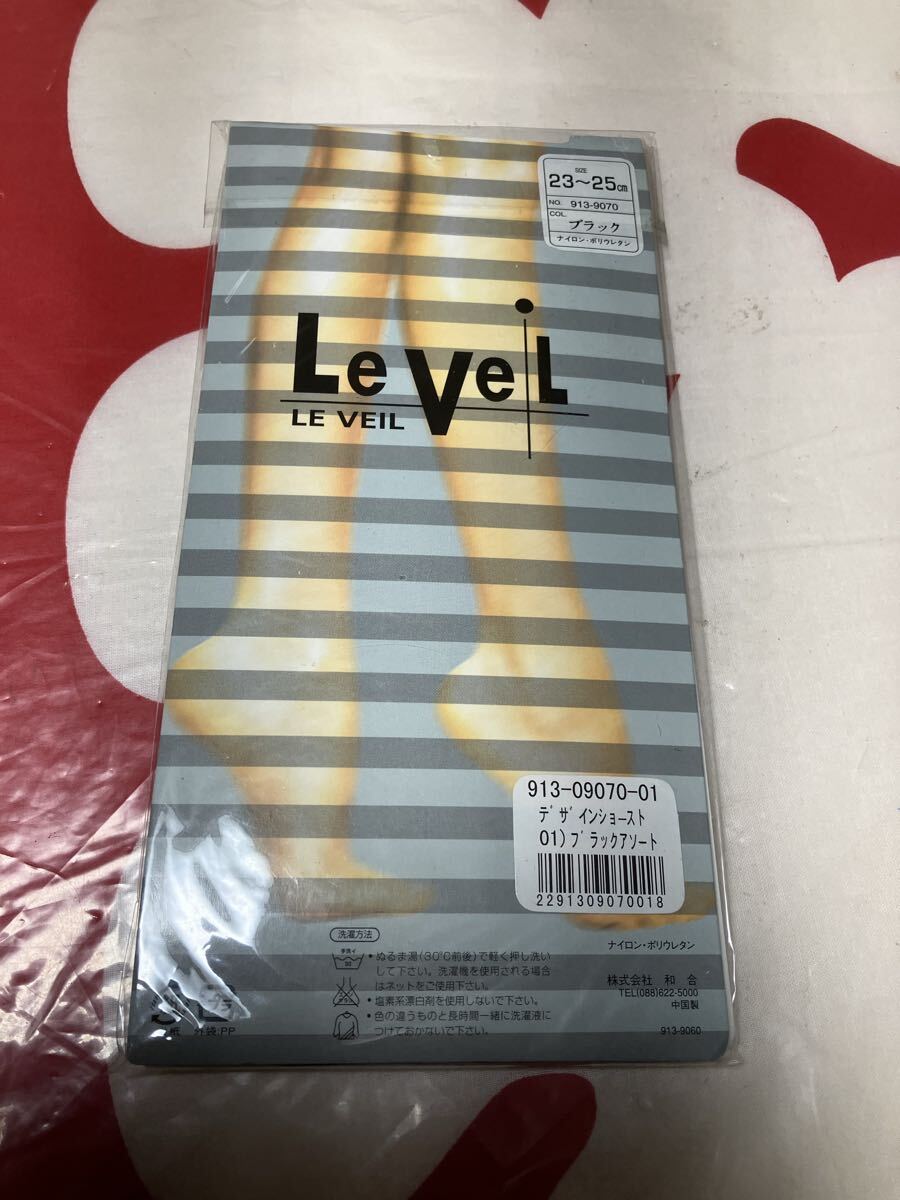 SIZE
23～25cm
NO. 913-9070
COL.
ブラック
ナイロン・ポリウレタン
LeVeiL
LE VEIL
913-09070-01
デザインショースト
01)ブラックアソート
2291309070018
洗濯方法
手洗イ
30
・ぬるま湯(30℃前後)で軽く押し洗い
して下さい。洗濯機を使用される場合
はネットをご使用下さい。
・塩素系漂白剤を使用しないで下さい。
・色の違うものと長時間一緒に洗濯液に
つけておかないで下さい。
紙 外袋:PP
ナイロン・ポリウレタン
株式会社 和合
TEL(088)622-5000
中国製
913-9060